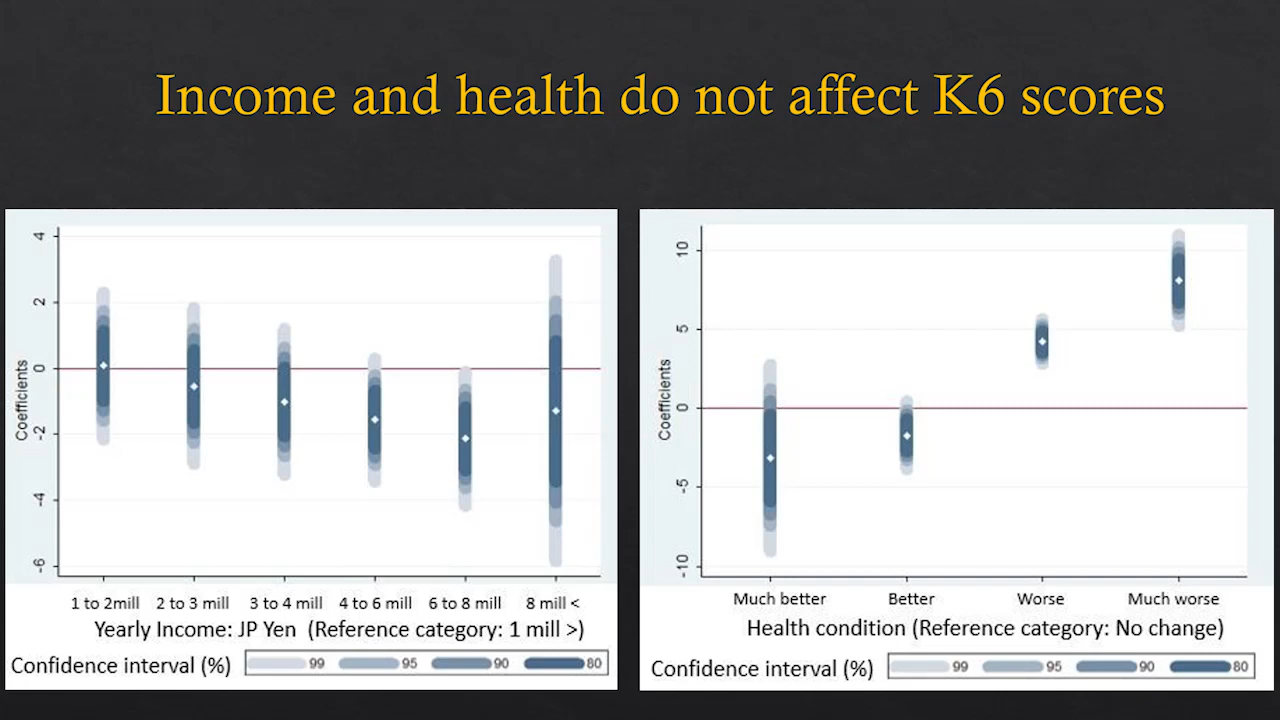 Income and health do not affect K6 scores
4
2
0
-2
-4
-6
Coefficients
1 to 2mill 2 to 3 mill 3 to 4 mill 4 to 6 mill 6 to 8 mill 8 mill <
Yearly Income: JP Yen (Reference category: 1 mill >)
Confidence interval (%) 99 95 90 80
10
5
0
-5
-10
Coefficients
Much better Better Worse Much worse
Health condition (Reference category: No change)
Confidence interval (%) 99 95 90 80